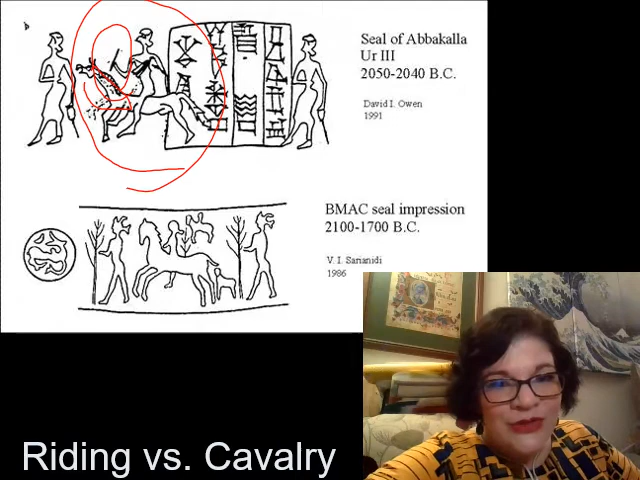 b
Seal of Abbakalla
Ur III
2050-2040 B.C.
David I. Owen
1991
BMAC seal impression
2100-1700 B.C.
V. I. Sarianidi
1986
Riding vs. Cavalry